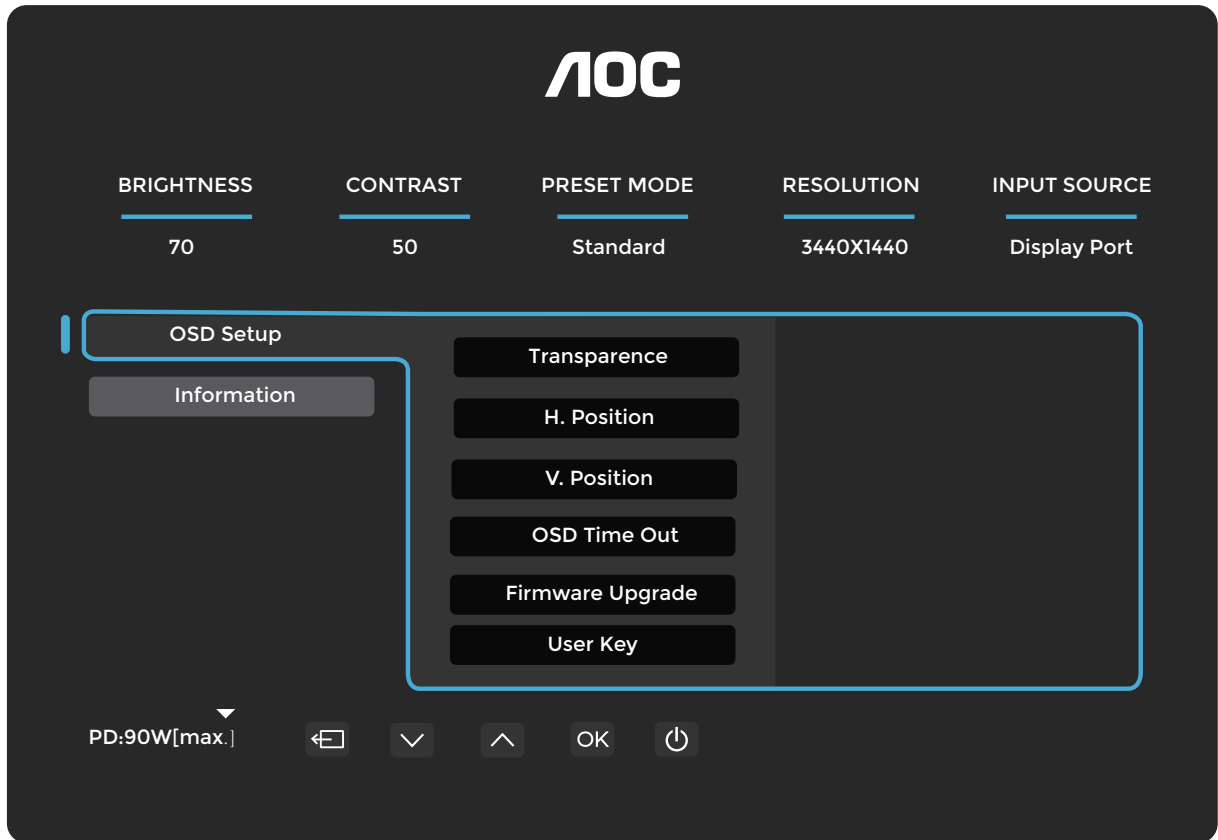 AOC
BRIGHTNESS CONTRAST PRESET MODE RESOLUTION INPUT SOURCE
70 50 Standard 3440X1440 Display Port
OSD Setup
Information
Transparence
H. Position
V. Position
OSD Time Out
Firmware Upgrade
User Key
PD:90W[max.] OK